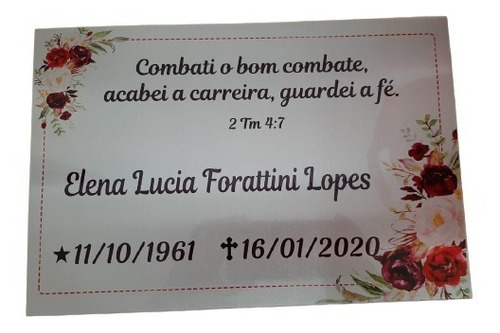 Combati o bom combate,
acabei a carreira, guardei a fé.
2 Tm 4:7
Elena Lucia Forattini Lopes
★11/10/1961 ✝16/01/2020